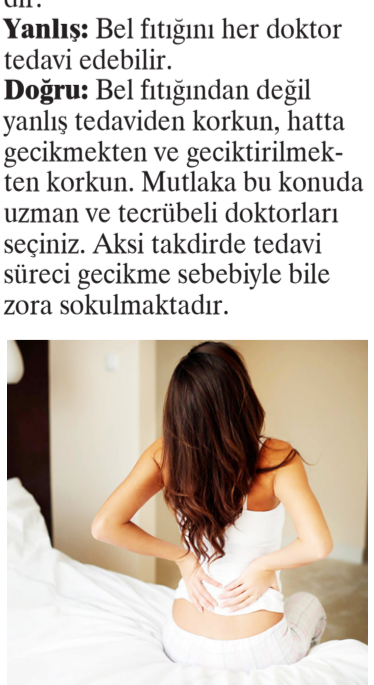 dir.
Yanlış: Bel fıtığını her doktor
tedavi edebilir.
Doğru: Bel fıtığından değil
yanlış tedaviden korkun, hatta
gecikmekten ve geciktirilmek-
ten korkun. Mutlaka bu konuda
uzman ve tecrübeli doktorları
seçiniz. Aksi takdirde tedavi
süreci gecikme sebebiyle bile
zora sokulmaktadır.